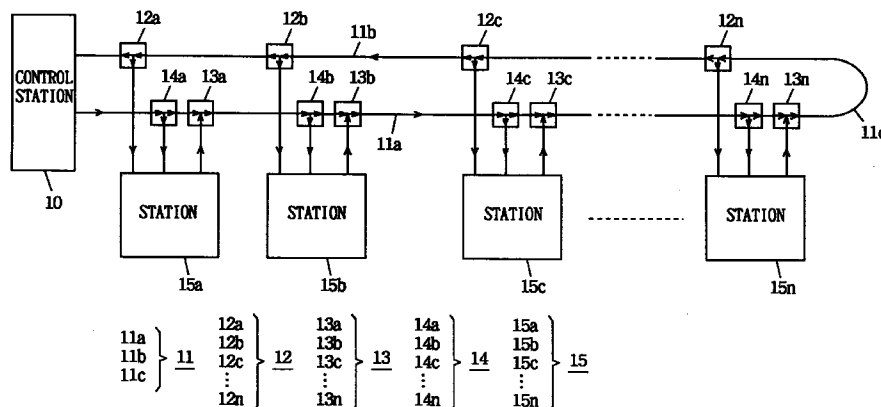 12a 12b 11b 12c 12n
CONTROL
STATION
14a 13a 14b 13b 14c 13c 14n 13n
11a 11c
10
STATION STATION STATION STATION
15a 15b 15c 15n
11a
11b
11c
11
12a
12b
12c
12n
12
13a
13b
13c
13n
13
14a
14b
14c
14n
14
15a
15b
15c
15n
15